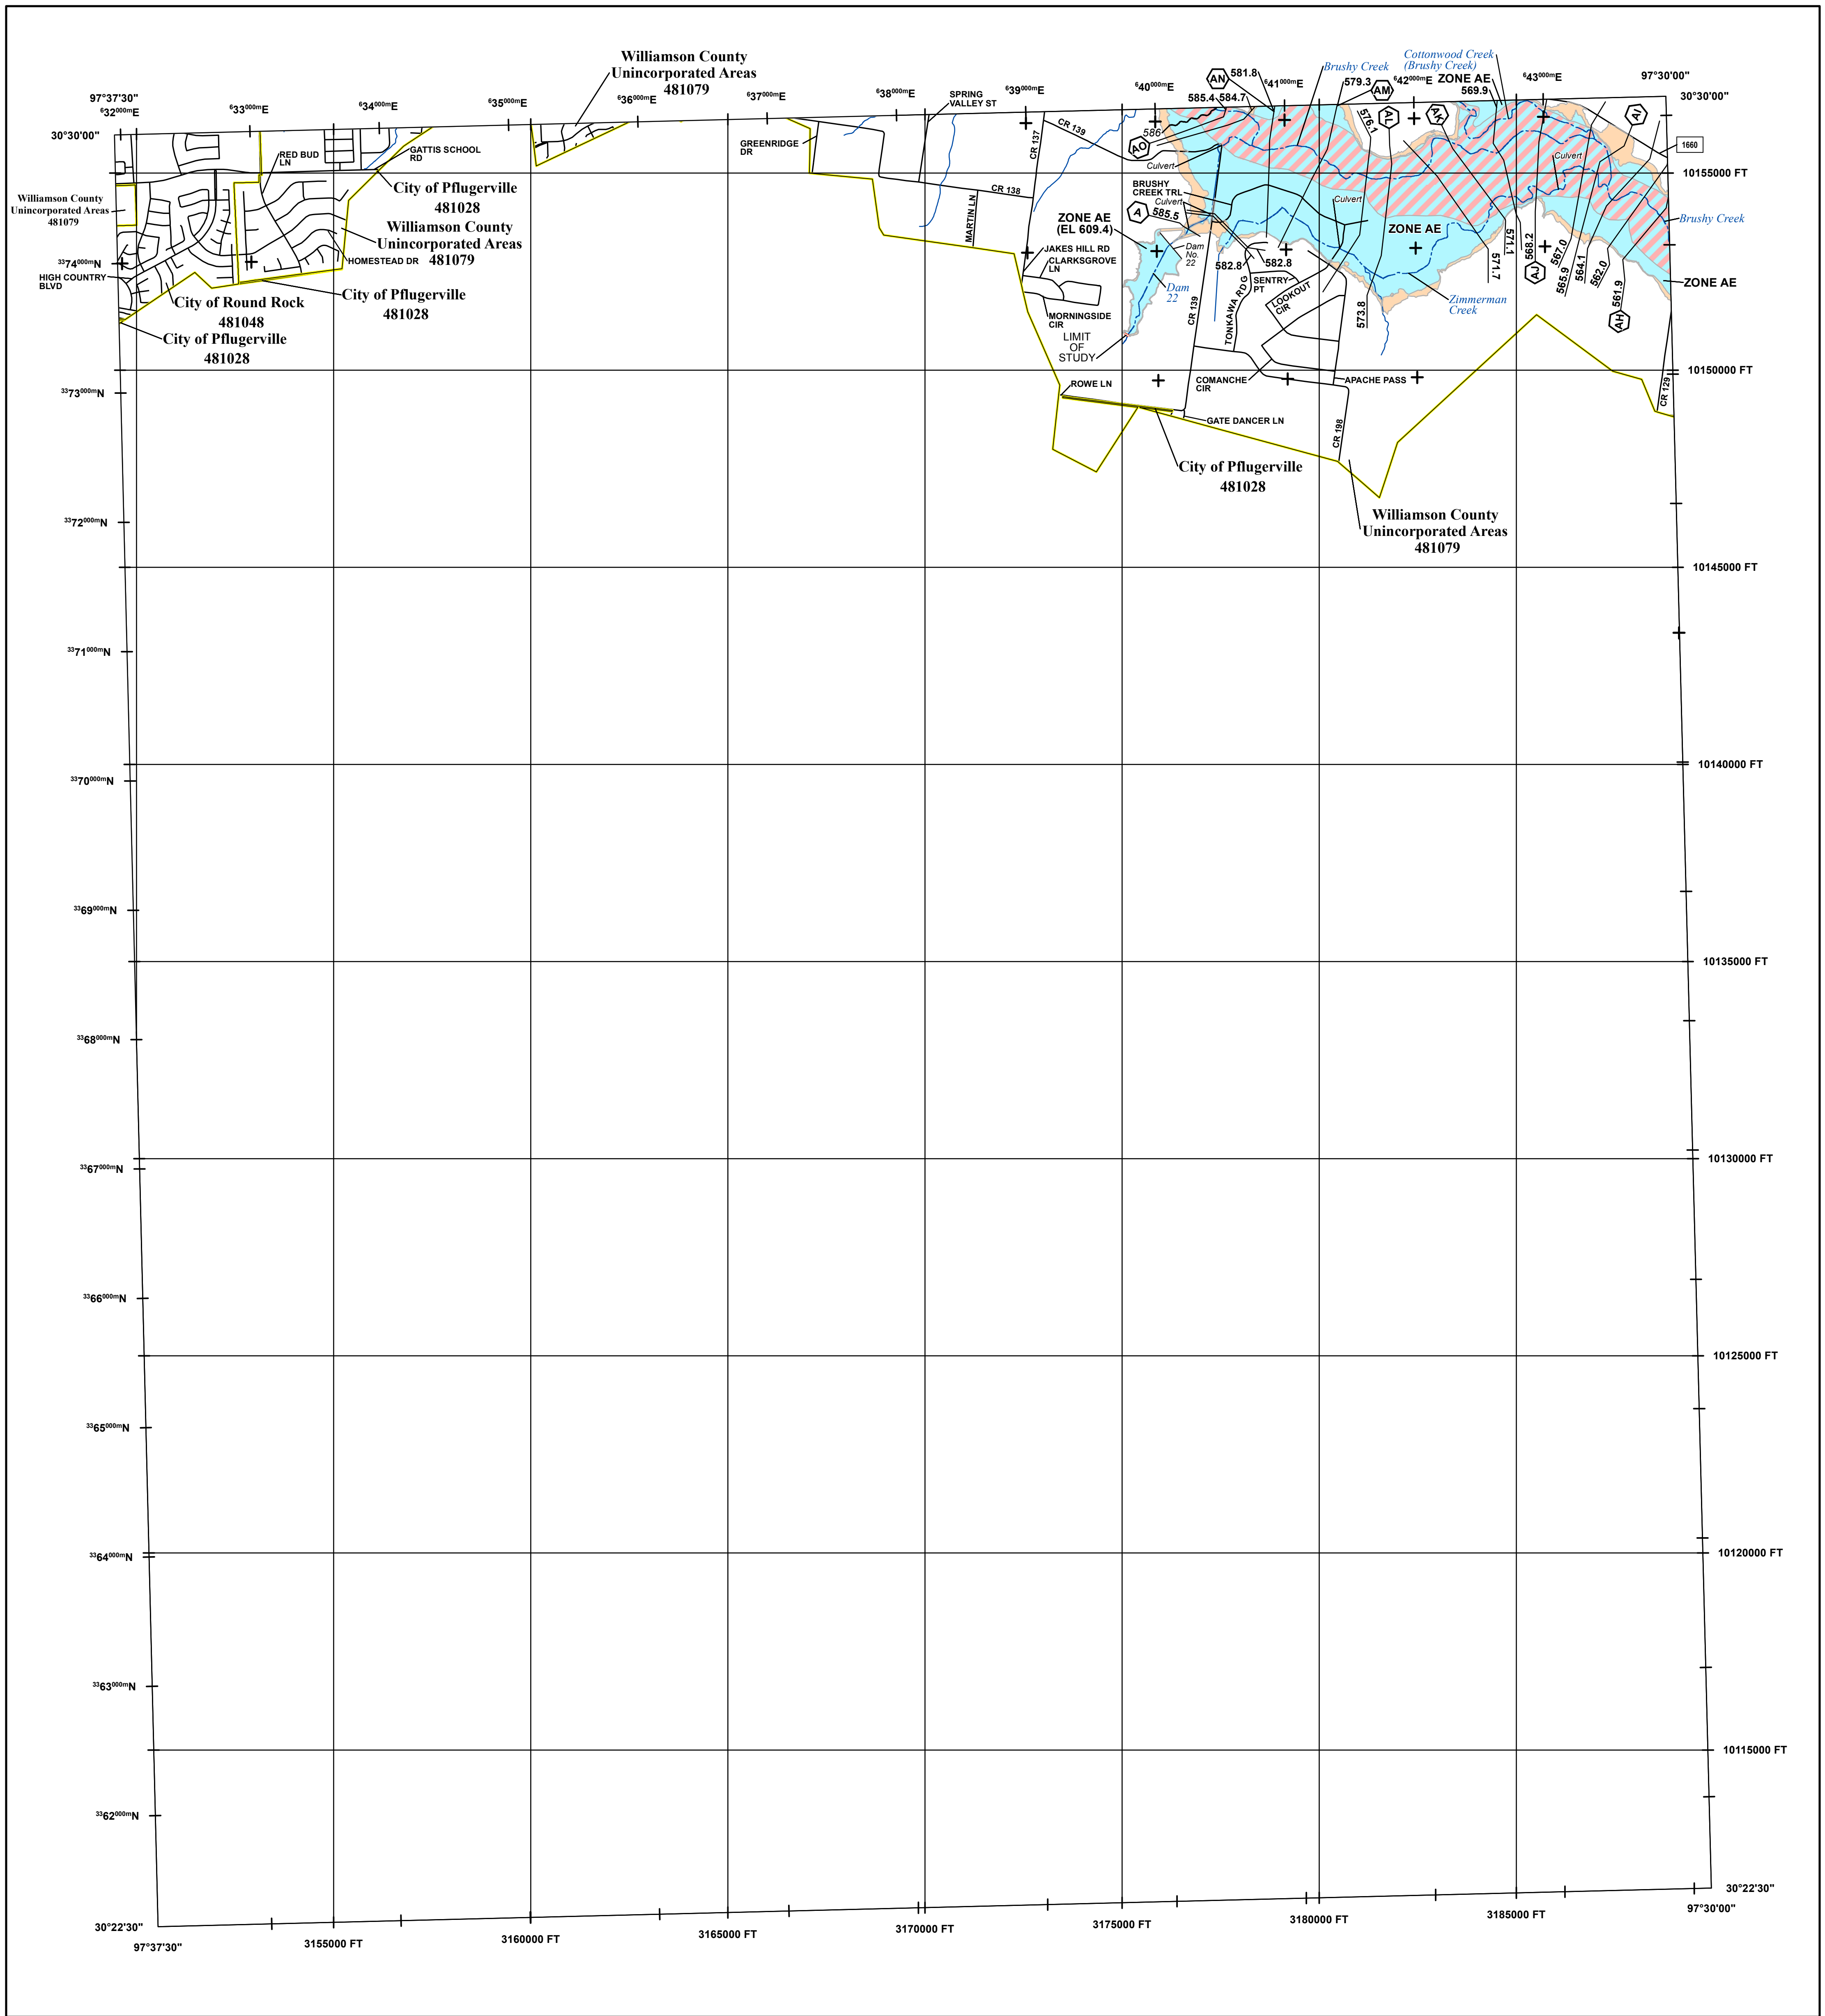 Williamson County
Unincorporated Areas
481079
Cottonwood Creek
(Brushy Creek)
Brushy Creek
AN
581.8
579.3
AM
ZONE AE
569.9
97°37'30"
632000mE
633000mE
634000mE
635000mE
636000mE
637000mE
638000mE
639000mE
640000mE
641000mE
642000mE
643000mE
97°30'00"
30°30'00"
30°30'00"
SPRING
VALLEY ST
585.4
584.7
586
AO
576.1
AL
AK
AI
1660
CR 139
CR 137
GREENRIDGE
DR
RED BUD
LN
GATTIS SCHOOL
RD
Culvert
Culvert
10155000 FT
City of Pflugerville
481028
CR 138
MARTIN LN
BRUSHY
CREEK TRL
Culvert
Culvert
A
585.5
Williamson County
Unincorporated Areas
481079
Williamson County
Unincorporated Areas
481079
ZONE AE
(EL 609.4)
ZONE AE
Brushy Creek
3374000mN
HOMESTEAD DR
HIGH COUNTRY
BLVD
JAKES HILL RD
CLARKSGROVE
LN
Dam
No.
22
582.8
582.8
571.1
571.7
568.2
AJ
567.0
565.9
564.1
562.0
561.9
AH
ZONE AE
City of Round Rock
481048
City of Pflugerville
481028
City of Pflugerville
481028
Dam
22
SENTRY
PT
LOOKOUT
CIR
TONKAWA RDG
CR 139
573.8
Zimmerman
Creek
MORNINGSIDE
CIR
LIMIT
OF
STUDY
10150000 FT
3373000mN
ROWE LN
COMANCHE
CIR
APACHE PASS
CR 129
GATE DANCER LN
CR 198
City of Pflugerville
481028
Williamson County
Unincorporated Areas
481079
3372000mN
10145000 FT
3371000mN
10140000 FT
3370000mN
3369000mN
10135000 FT
3368000mN
10130000 FT
3367000mN
3366000mN
10125000 FT
3365000mN
10120000 FT
3364000mN
3363000mN
10115000 FT
3362000mN
30°22'30"
30°22'30"
97°37'30"
3155000 FT
3160000 FT
3165000 FT
3170000 FT
3175000 FT
3180000 FT
3185000 FT
97°30'00"